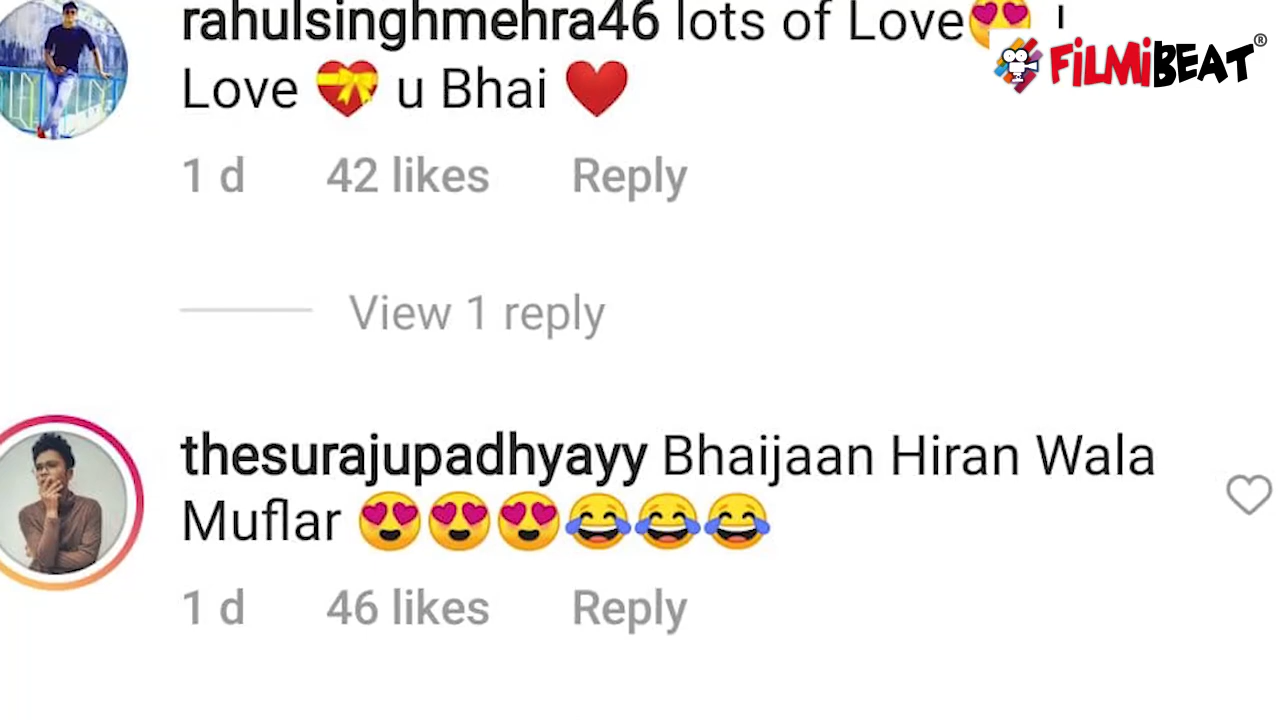 rahulsinghmehra46 lots of Love😍 I
FILMIBEAT®
Love 💝 u Bhai ❤️
1 d 42 likes Reply
View 1 reply
thesurajupadhyayy Bhaijaan Hiran Wala
Muflar 😍😍😍😂😂😂
1 d 46 likes Reply